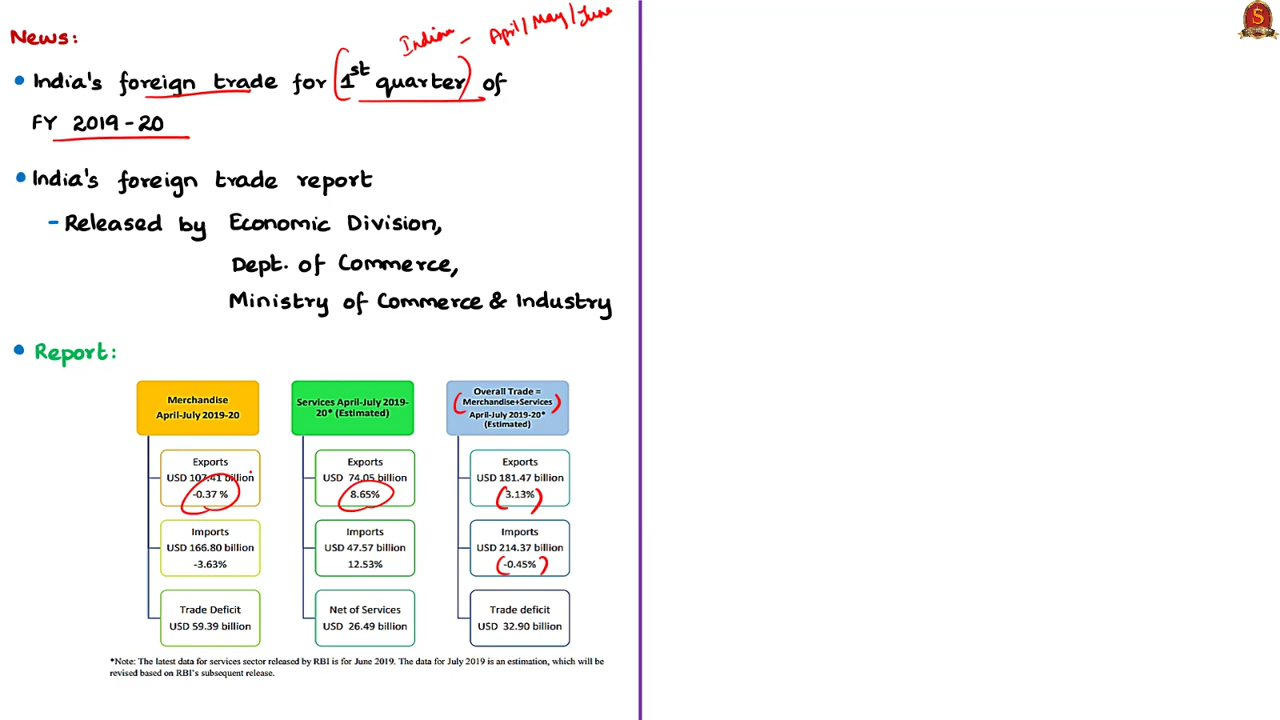 News:
Indian - April/May/June
• India's foreign trade for (1st quarter) of
FY 2019-20
• India's foreign trade report
- Released by Economic Division,
Dept. of Commerce,
Ministry of Commerce & Industry
• Report:
Merchandise
April-July 2019-20
Exports
USD 107.41 billion
-0.37 %
Imports
USD 166.80 billion
-3.63%
Trade Deficit
USD 59.39 billion
Services April-July 2019-
20* (Estimated)
Exports
USD 74.05 billion
8.65%
Imports
USD 47.57 billion
12.53%
Net of Services
USD 26.49 billion
Overall Trade =
(Merchandise+Services)
April-July 2019-20*
(Estimated)
Exports
USD 181.47 billion
(3.13%)
Imports
USD 214.37 billion
(-0.45%)
Trade deficit
USD 32.90 billion
*Note: The latest data for services sector released by RBI is for June 2019. The data for July 2019 is an estimation, which will be
revised based on RBI's subsequent release.